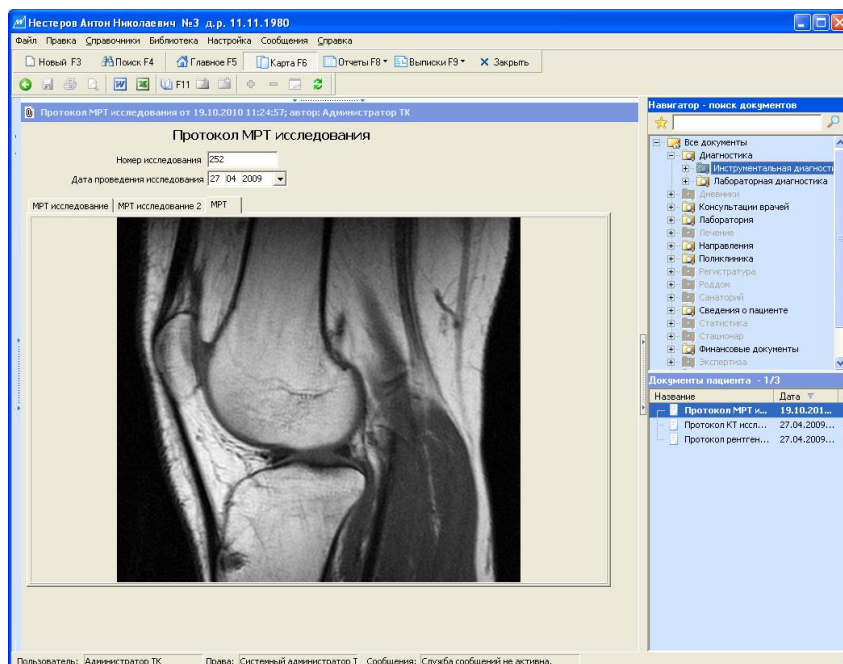 Нестеров Антон Николаевич №3 д.р. 11.11.1980
Файл Правка Справочники Библиотека Настройка Сообщения Справка
Новый F3 Поиск F4 Главное F5 Карта F6 Отчеты F8 Выписки F9 Закрыть
F11
Протокол МРТ исследования от 19.10.2010 11:24:57; автор: Администратор ТК
Протокол МРТ исследования
Номер исследования 252
Дата проведения исследования 27 04 2009
МРТ исследование МРТ исследование 2 МРТ
Навигатор - поиск документов
Все документы
Диагностика
Инструментальная диагности
Лабораторная диагностика
Дневники
Консультации врачей
Лаборатория
Лечение
Направления
Поликлиника
Регистратура
Роддом
Санаторий
Сведения о пациенте
Статистика
Стационар
Финансовые документы
Экспертиза
Документы пациента - 1/3
Название Дата
Протокол МРТ и... 19.10.201...
Протокол КТ иссл... 27.04.2009...
Протокол рентген... 27.04.2009...
Пользователь: Администратор ТК Права: Системный администратор Т Сообщения: Служба сообщений не активна.